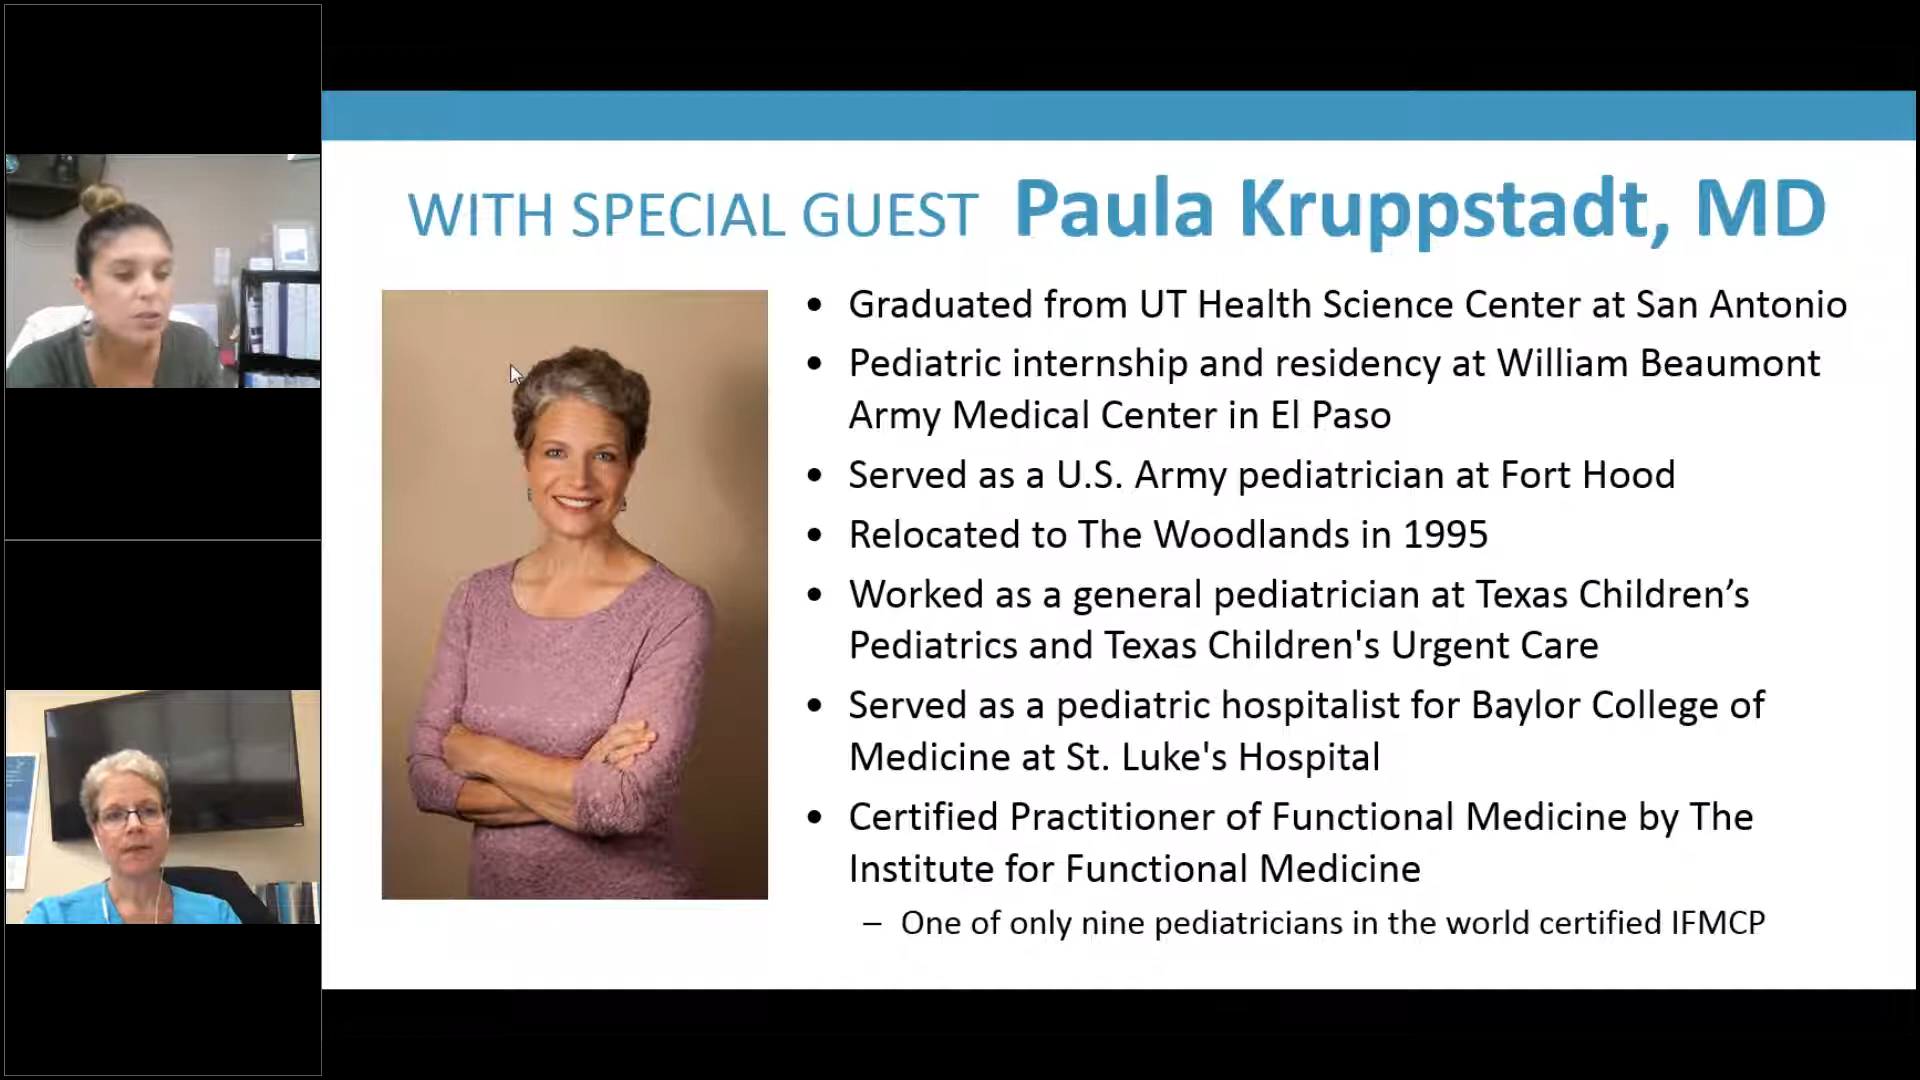 WITH SPECIAL GUEST Paula Kruppstadt, MD
• Graduated from UT Health Science Center at San Antonio
• Pediatric internship and residency at William Beaumont
Army Medical Center in El Paso
• Served as a U.S. Army pediatrician at Fort Hood
• Relocated to The Woodlands in 1995
• Worked as a general pediatrician at Texas Children’s
Pediatrics and Texas Children's Urgent Care
• Served as a pediatric hospitalist for Baylor College of
Medicine at St. Luke's Hospital
• Certified Practitioner of Functional Medicine by The
Institute for Functional Medicine
– One of only nine pediatricians in the world certified IFMCP